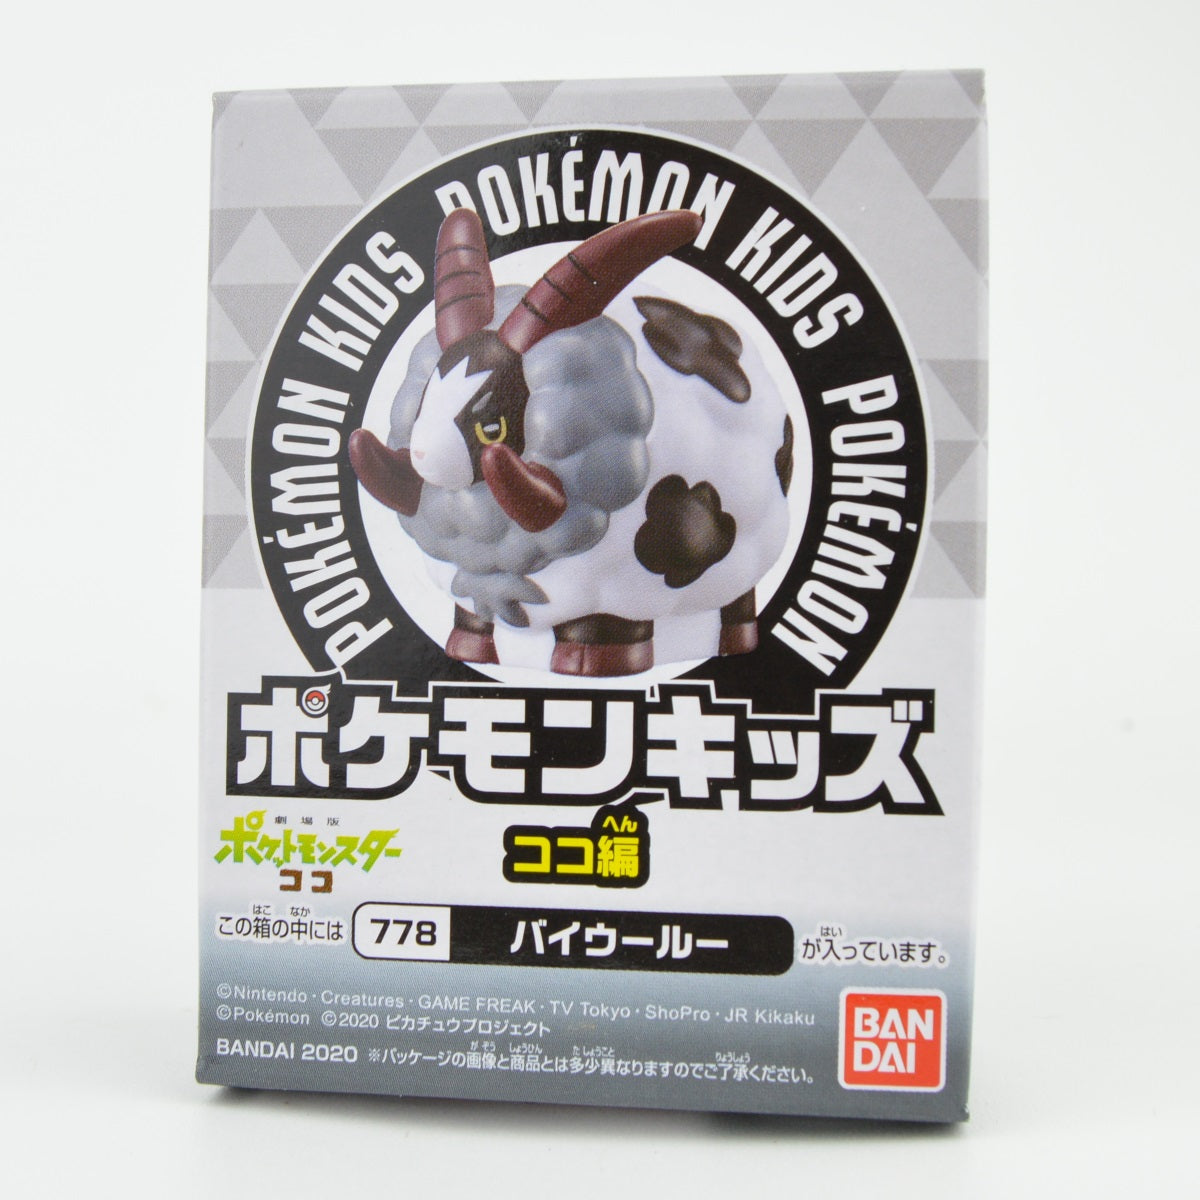 POKÉMON KIDS POKÉMON KIDS POKÉMON
ポケモンキッズ
劇場版
ポケットモンスター
ココ
へん
ココ編
はこ なか
この箱の中には
778 バイウールー
はい
が入っています。
©Nintendo・Creatures・GAME FREAK・TV Tokyo・ShoPro・JR Kikaku
©Pokémon ©2020 ピカチュウプロジェクト
がぞう しょうひん たしょうこと りょうしょう
BANDAI 2020 ※パッケージの画像と商品とは多少異なりますのでご了承ください。
BAN
DAI